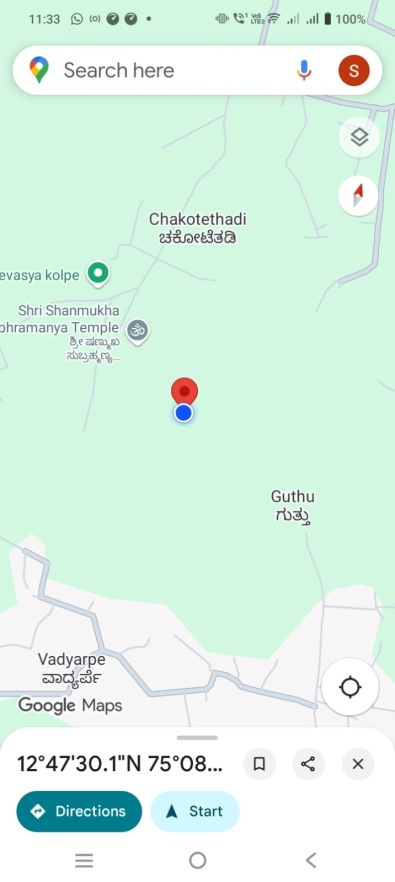 11:33
100%
Search here
S
Chakotethadi
ಚಕೋಟೆತಡಿ
evasya kolpe
Shri Shanmukha
ohramanya Temple
ಶ್ರೀ ಷಣ್ಮುಖ
ಸುಬ್ರಹ್ಮಣ್ಯ...
Guthu
ಗುತ್ತು
Vadyarpe
ವಾದ್ಯರ್ಪೆ
Google Maps
12°47'30.1"N 75°08...
Directions
Start